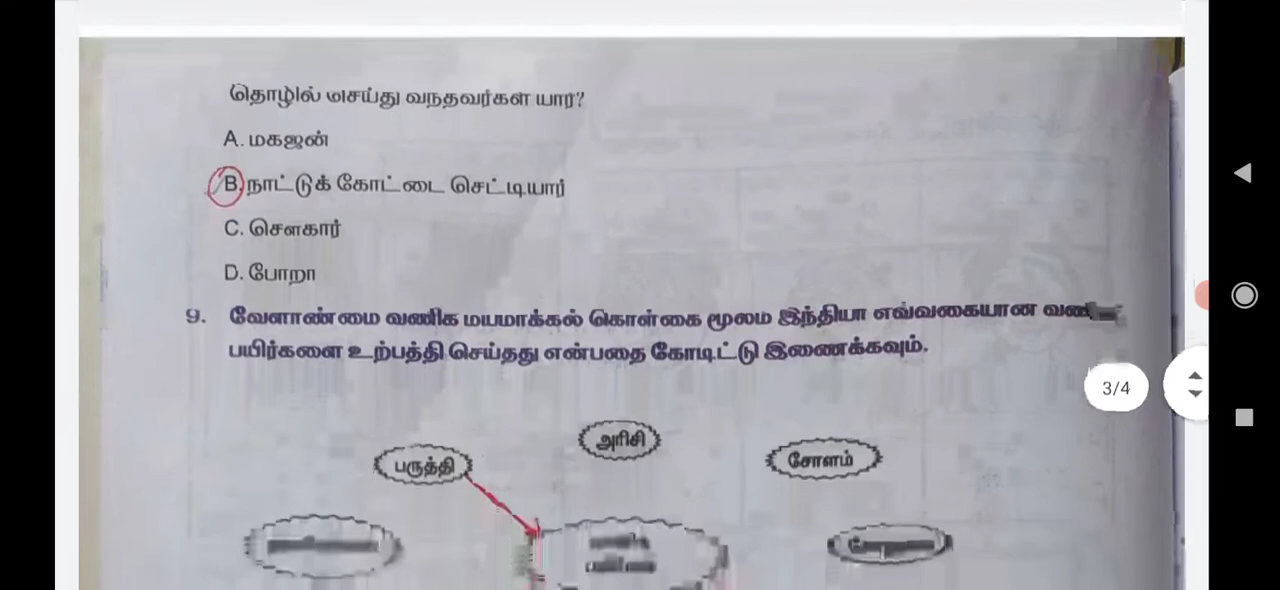 தொழில் செய்து வந்தவர்கள் யார்?
A. மகஜன்
B. நாட்டுக் கோட்டை செட்டியார்
C. சௌகார்
D. போறா
9. வேளாண்மை வணிக மயமாக்கல் கொள்கை மூலம் இந்தியா எவ்வகையான
பயிர்களை உற்பத்தி செய்தது என்பதை கோடிட்டு இணைக்கவும்.
3/4
அரிசி
பருத்தி
சோளம்